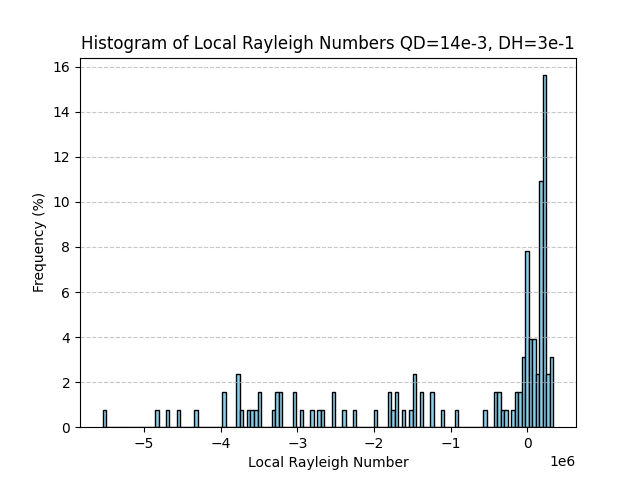 Histogram of Local Rayleigh Numbers QD=14e-3, DH=3e-1
16
14
12
10
8
6
4
2
0
Frequency (%)
−5 −4 −3 −2 −1 0
1e6
Local Rayleigh Number